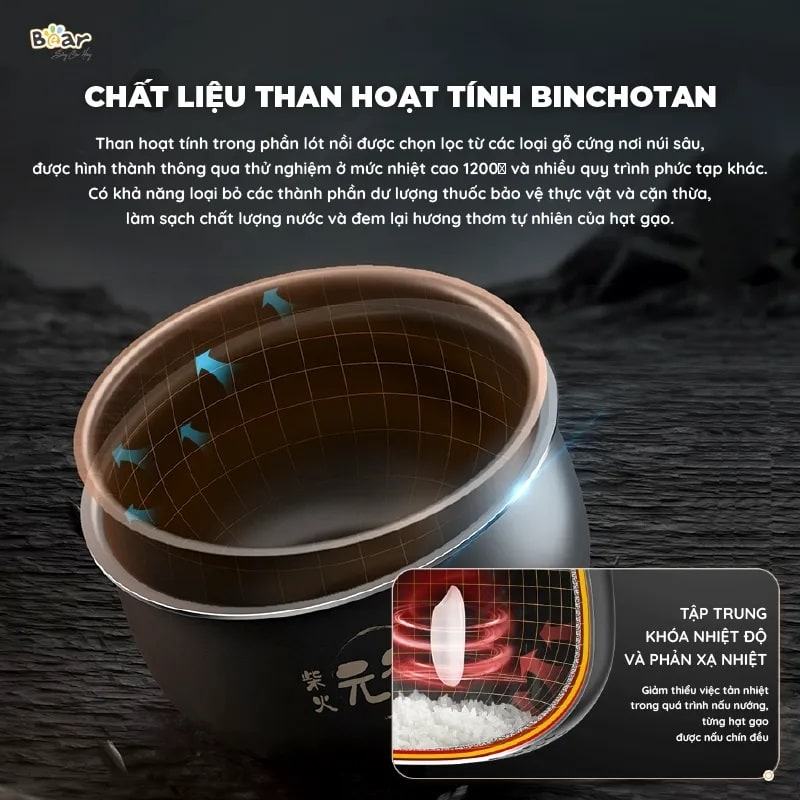 Bear
CHẤT LIỆU THAN HOẠT TÍNH BINCHOTAN
Than hoạt tính trong phần lót nồi được chọn lọc từ các loại gỗ cứng nơi núi sâu,
được hình thành thông qua thử nghiệm ở mức nhiệt cao 1200 và nhiều quy trình phức tạp khác.
Có khả năng loại bỏ các thành phần dư lượng thuốc bảo vệ thực vật và cặn thừa,
làm sạch chất lượng nước và đem lại hương thơm tự nhiên của hạt gạo.
柴火
元
TẬP TRUNG
KHÓA NHIỆT ĐỘ
VÀ PHẢN XẠ NHIỆT
Giảm thiểu việc tản nhiệt
trong quá trình nấu nướng,
từng hạt gạo
được nấu chín đều